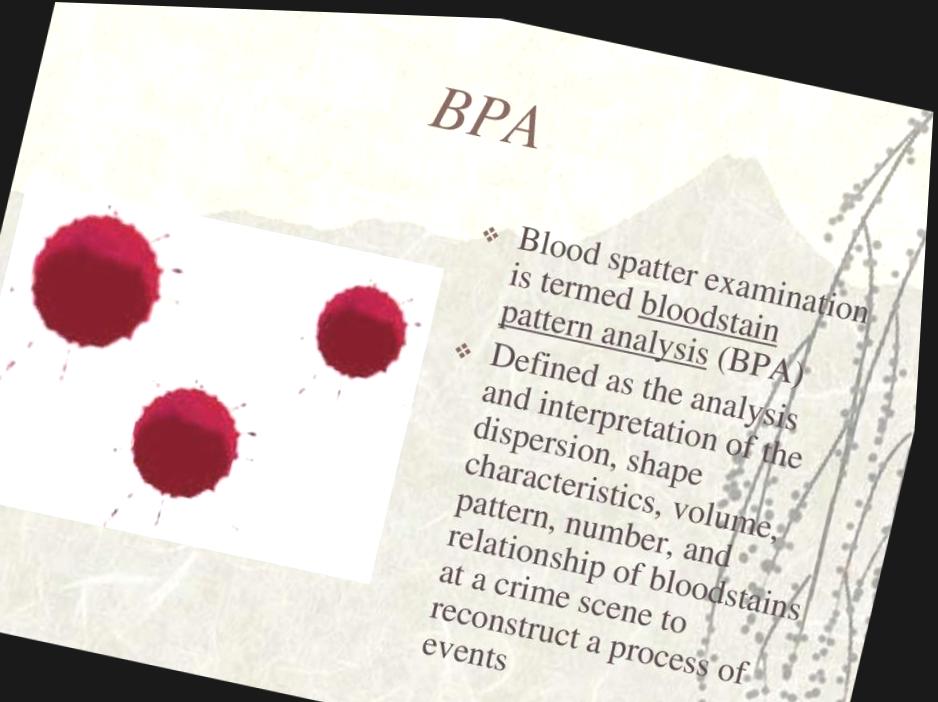 BPA
Blood spatter examination
is termed bloodstain
pattern analysis (BPA)
Defined as the analysis
and interpretation of the
dispersion, shape
characteristics, volume,
pattern, number, and
relationship of bloodstains
at a crime scene to
reconstruct a process of
events